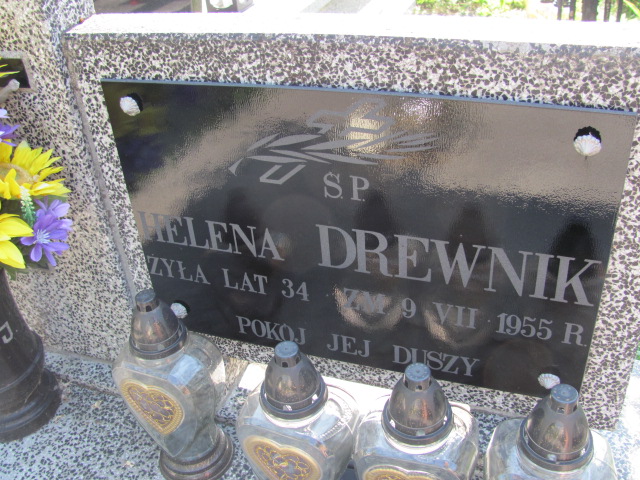 Ś.P.
HELENA DREWNIK
ŻYŁA LAT 34 ZM 9 VII 1955 R.
POKÓJ JEJ DUSZY